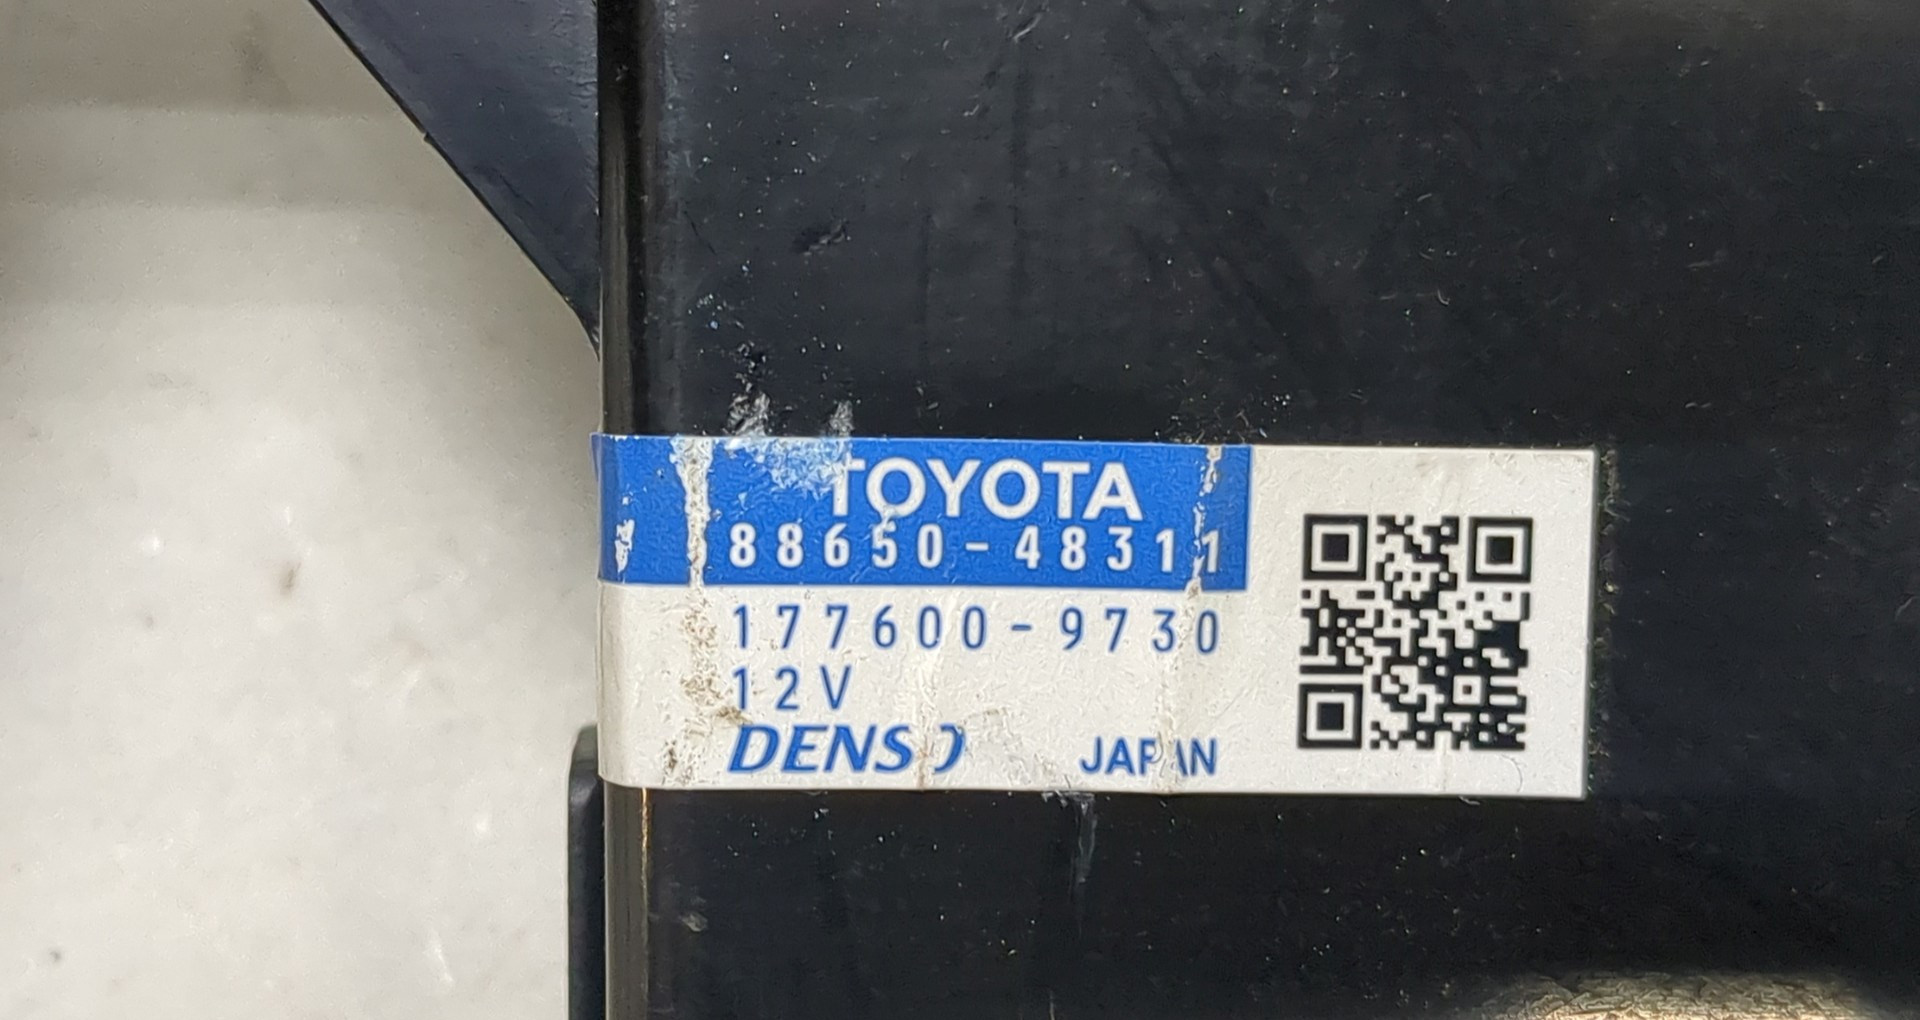 TOYOTA
88650-48311
177600-9730
12V
DENSO JAPAN